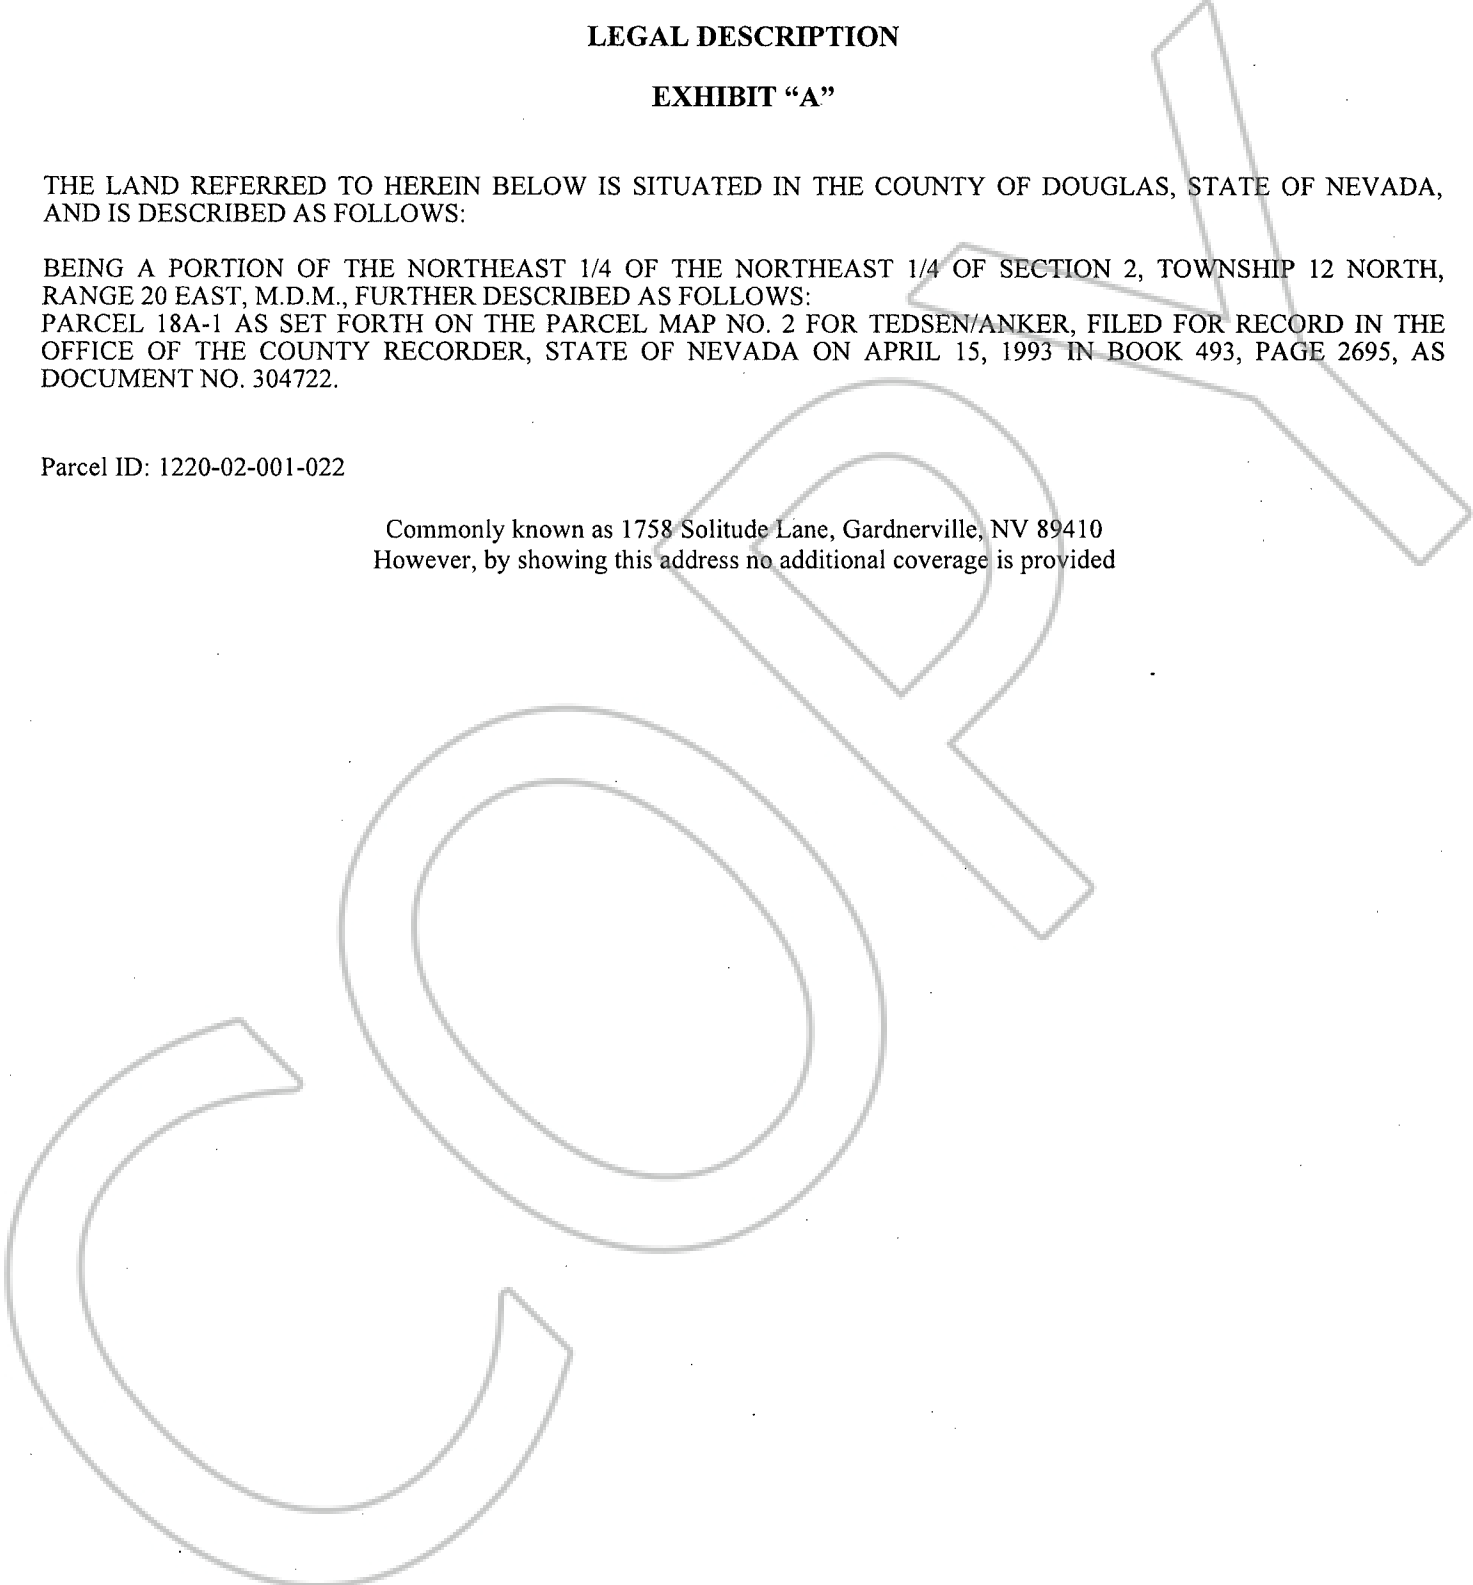 LEGAL DESCRIPTION
EXHIBIT “A”
THE LAND REFERRED TO HEREIN BELOW IS SITUATED IN THE COUNTY OF DOUGLAS, STATE OF NEVADA,
AND IS DESCRIBED AS FOLLOWS:
BEING A PORTION OF THE NORTHEAST 1/4 OF THE NORTHEAST 1/4 OF SECTION 2, TOWNSHIP 12 NORTH,
RANGE 20 EAST, M.D.M., FURTHER DESCRIBED AS FOLLOWS:
PARCEL 18A-1 AS SET FORTH ON THE PARCEL MAP NO. 2 FOR TEDSEN/ANKER, FILED FOR RECORD IN THE
OFFICE OF THE COUNTY RECORDER, STATE OF NEVADA ON APRIL 15, 1993 IN BOOK 493, PAGE 2695, AS
DOCUMENT NO. 304722.
Parcel ID: 1220-02-001-022
Commonly known as 1758 Solitude Lane, Gardnerville, NV 89410
However, by showing this address no additional coverage is provided
COPY